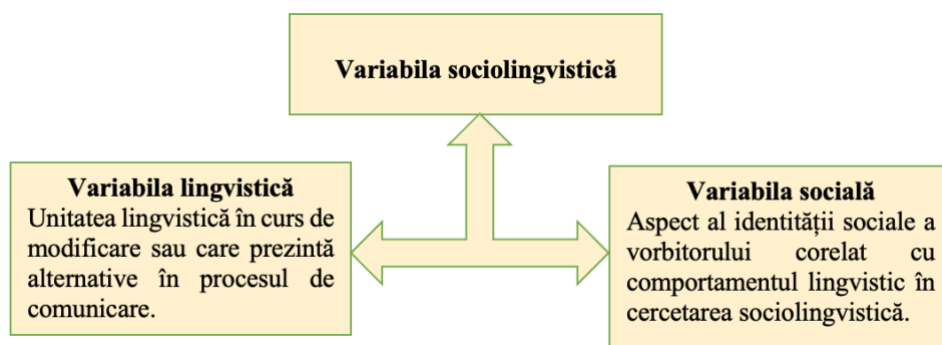 Variabila sociolingvistică
Variabila lingvistică
Unitatea lingvistică în curs de
modificare sau care prezintă
alternative în procesul de
comunicare.
Variabila socială
Aspect al identității sociale a
vorbitorului corelat cu
comportamentul lingvistic în
cercetarea sociolingvistică.